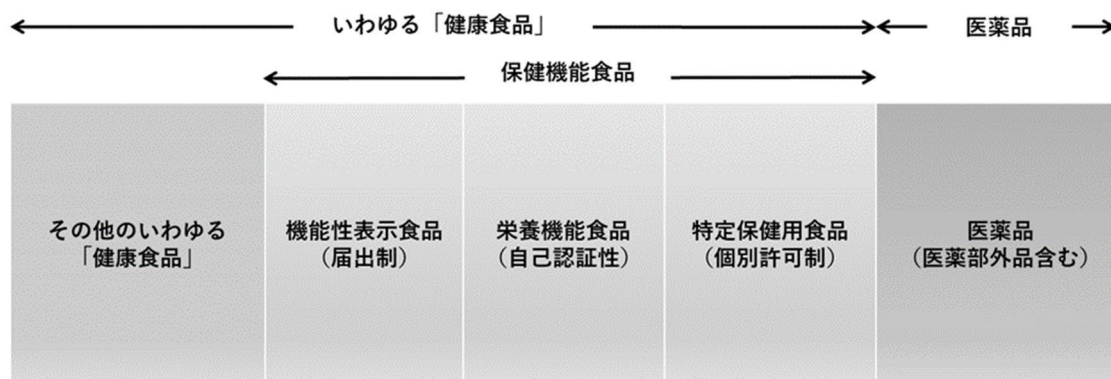 いわゆる「健康食品」
医薬品
保健機能食品
その他のいわゆる
「健康食品」
機能性表示食品
（届出制）
栄養機能食品
（自己認証性）
特定保健用食品
（個別許可制）
医薬品
（医薬部外品含む）